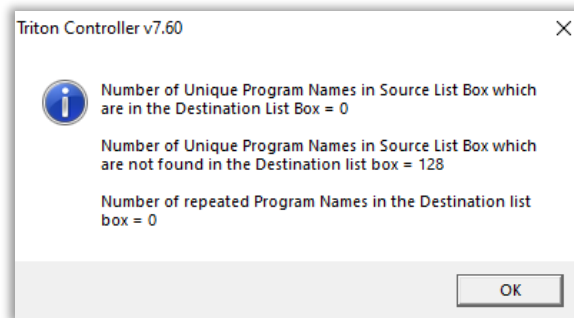 Triton Controller v7.60
Number of Unique Program Names in Source List Box which
are in the Destination List Box = 0
Number of Unique Program Names in Source List Box which
are not found in the Destination list box = 128
Number of repeated Program Names in the Destination list
box = 0
OK